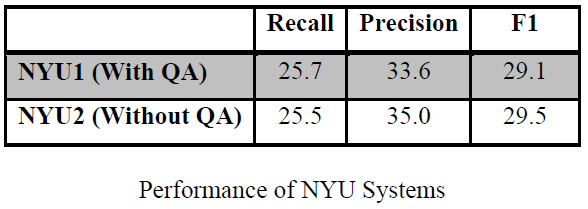 Recall Precision F1
NYU1 (With QA) 25.7 33.6 29.1
NYU2 (Without QA) 25.5 35.0 29.5
Performance of NYU Systems